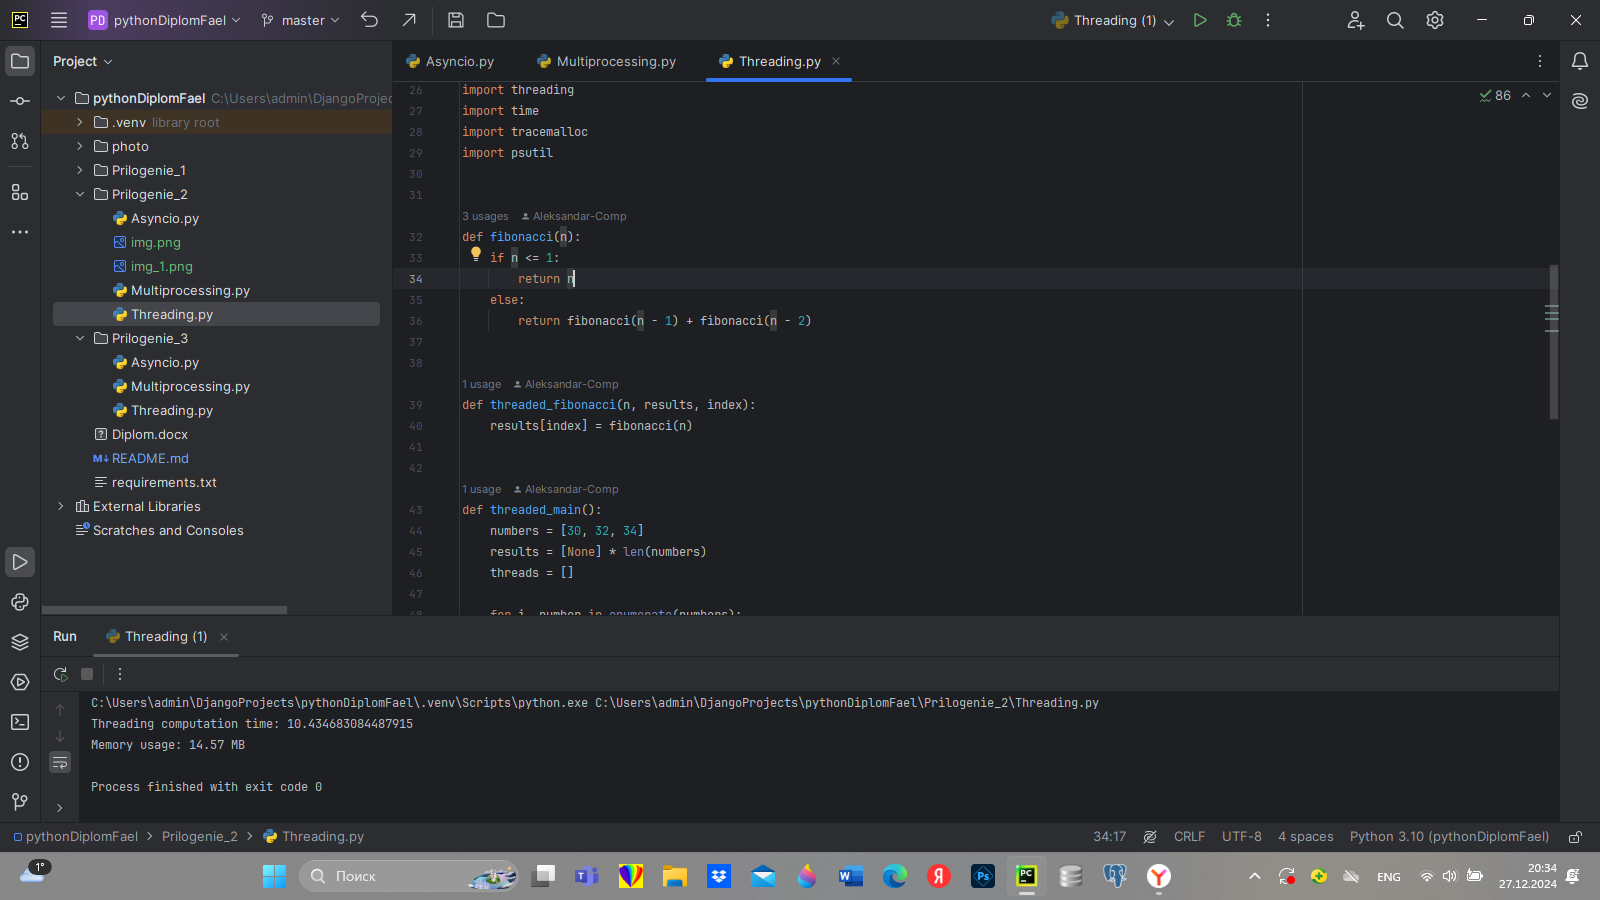 PC
PD pythonDiplomFael
master
Threading (1)
Project
Asyncio.py
Multiprocessing.py
Threading.py
pythonDiplomFael C:\Users\admin\DjangoProjec
.venv library root
photo
Prilogenie_1
Prilogenie_2
Asyncio.py
img.png
img_1.png
Multiprocessing.py
Threading.py
Prilogenie_3
Asyncio.py
Multiprocessing.py
Threading.py
Diplom.docx
M↓ README.md
requirements.txt
External Libraries
Scratches and Consoles
86
26 import threading
27 import time
28 import tracemalloc
29 import psutil
30
31
3 usages Aleksandar-Comp
32 def fibonacci(n):
33 if n <= 1:
34 return n
35 else:
36 return fibonacci(n - 1) + fibonacci(n - 2)
37
38
1 usage Aleksandar-Comp
39 def threaded_fibonacci(n, results, index):
40 results[index] = fibonacci(n)
41
42
1 usage Aleksandar-Comp
43 def threaded_main():
44 numbers = [30, 32, 34]
45 results = [None] * len(numbers)
46 threads = []
47
48 for i, number in enumerate(numbers):
Run
Threading (1)
C:\Users\admin\DjangoProjects\pythonDiplomFael\.venv\Scripts\python.exe C:\Users\admin\DjangoProjects\pythonDiplomFael\Prilogenie_2\Threading.py
Threading computation time: 10.434683084487915
Memory usage: 14.57 MB
Process finished with exit code 0
pythonDiplomFael > Prilogenie_2 > Threading.py
34:17 CRLF UTF-8 4 spaces Python 3.10 (pythonDiplomFael)
1°
Поиск
ENG
20:34
27.12.2024